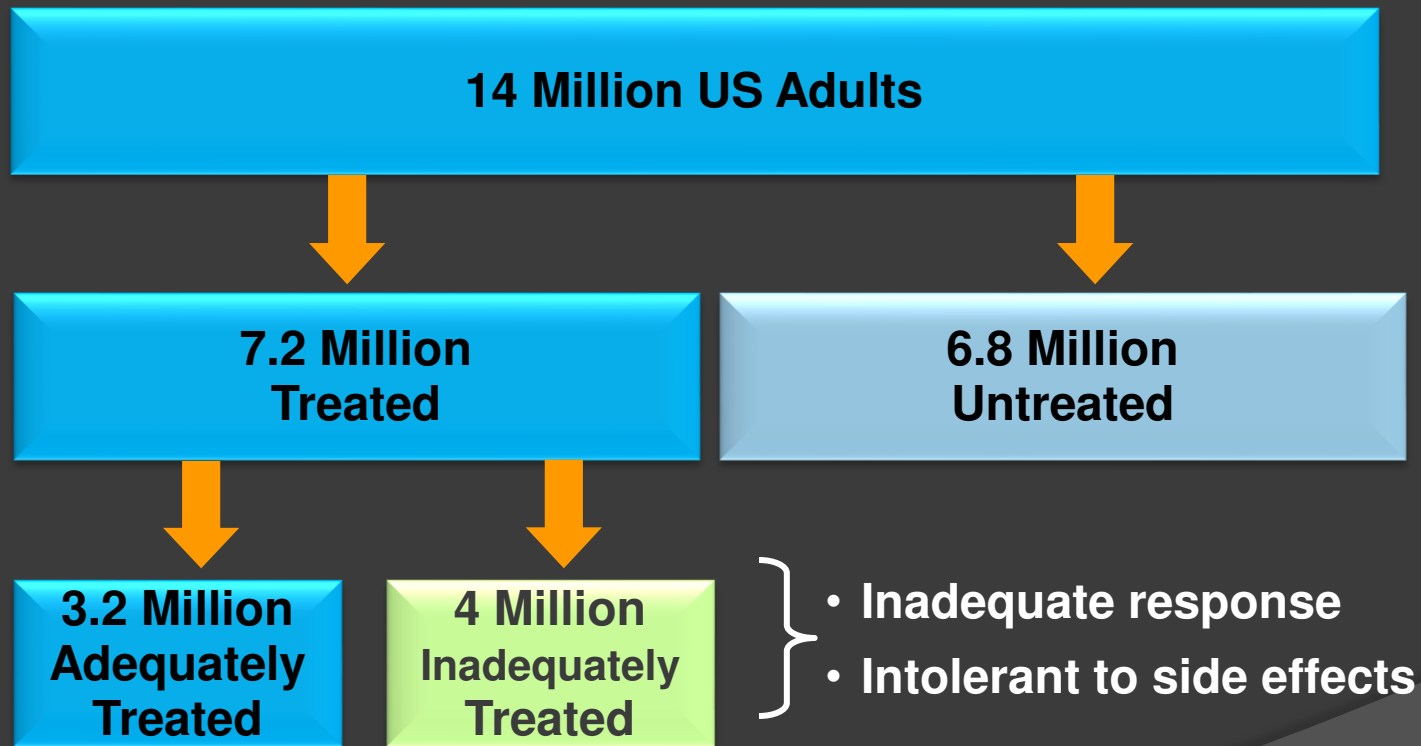 14 Million US Adults
7.2 Million
Treated
6.8 Million
Untreated
3.2 Million
Adequately
Treated
4 Million
Inadequately
Treated
• Inadequate response
• Intolerant to side effects